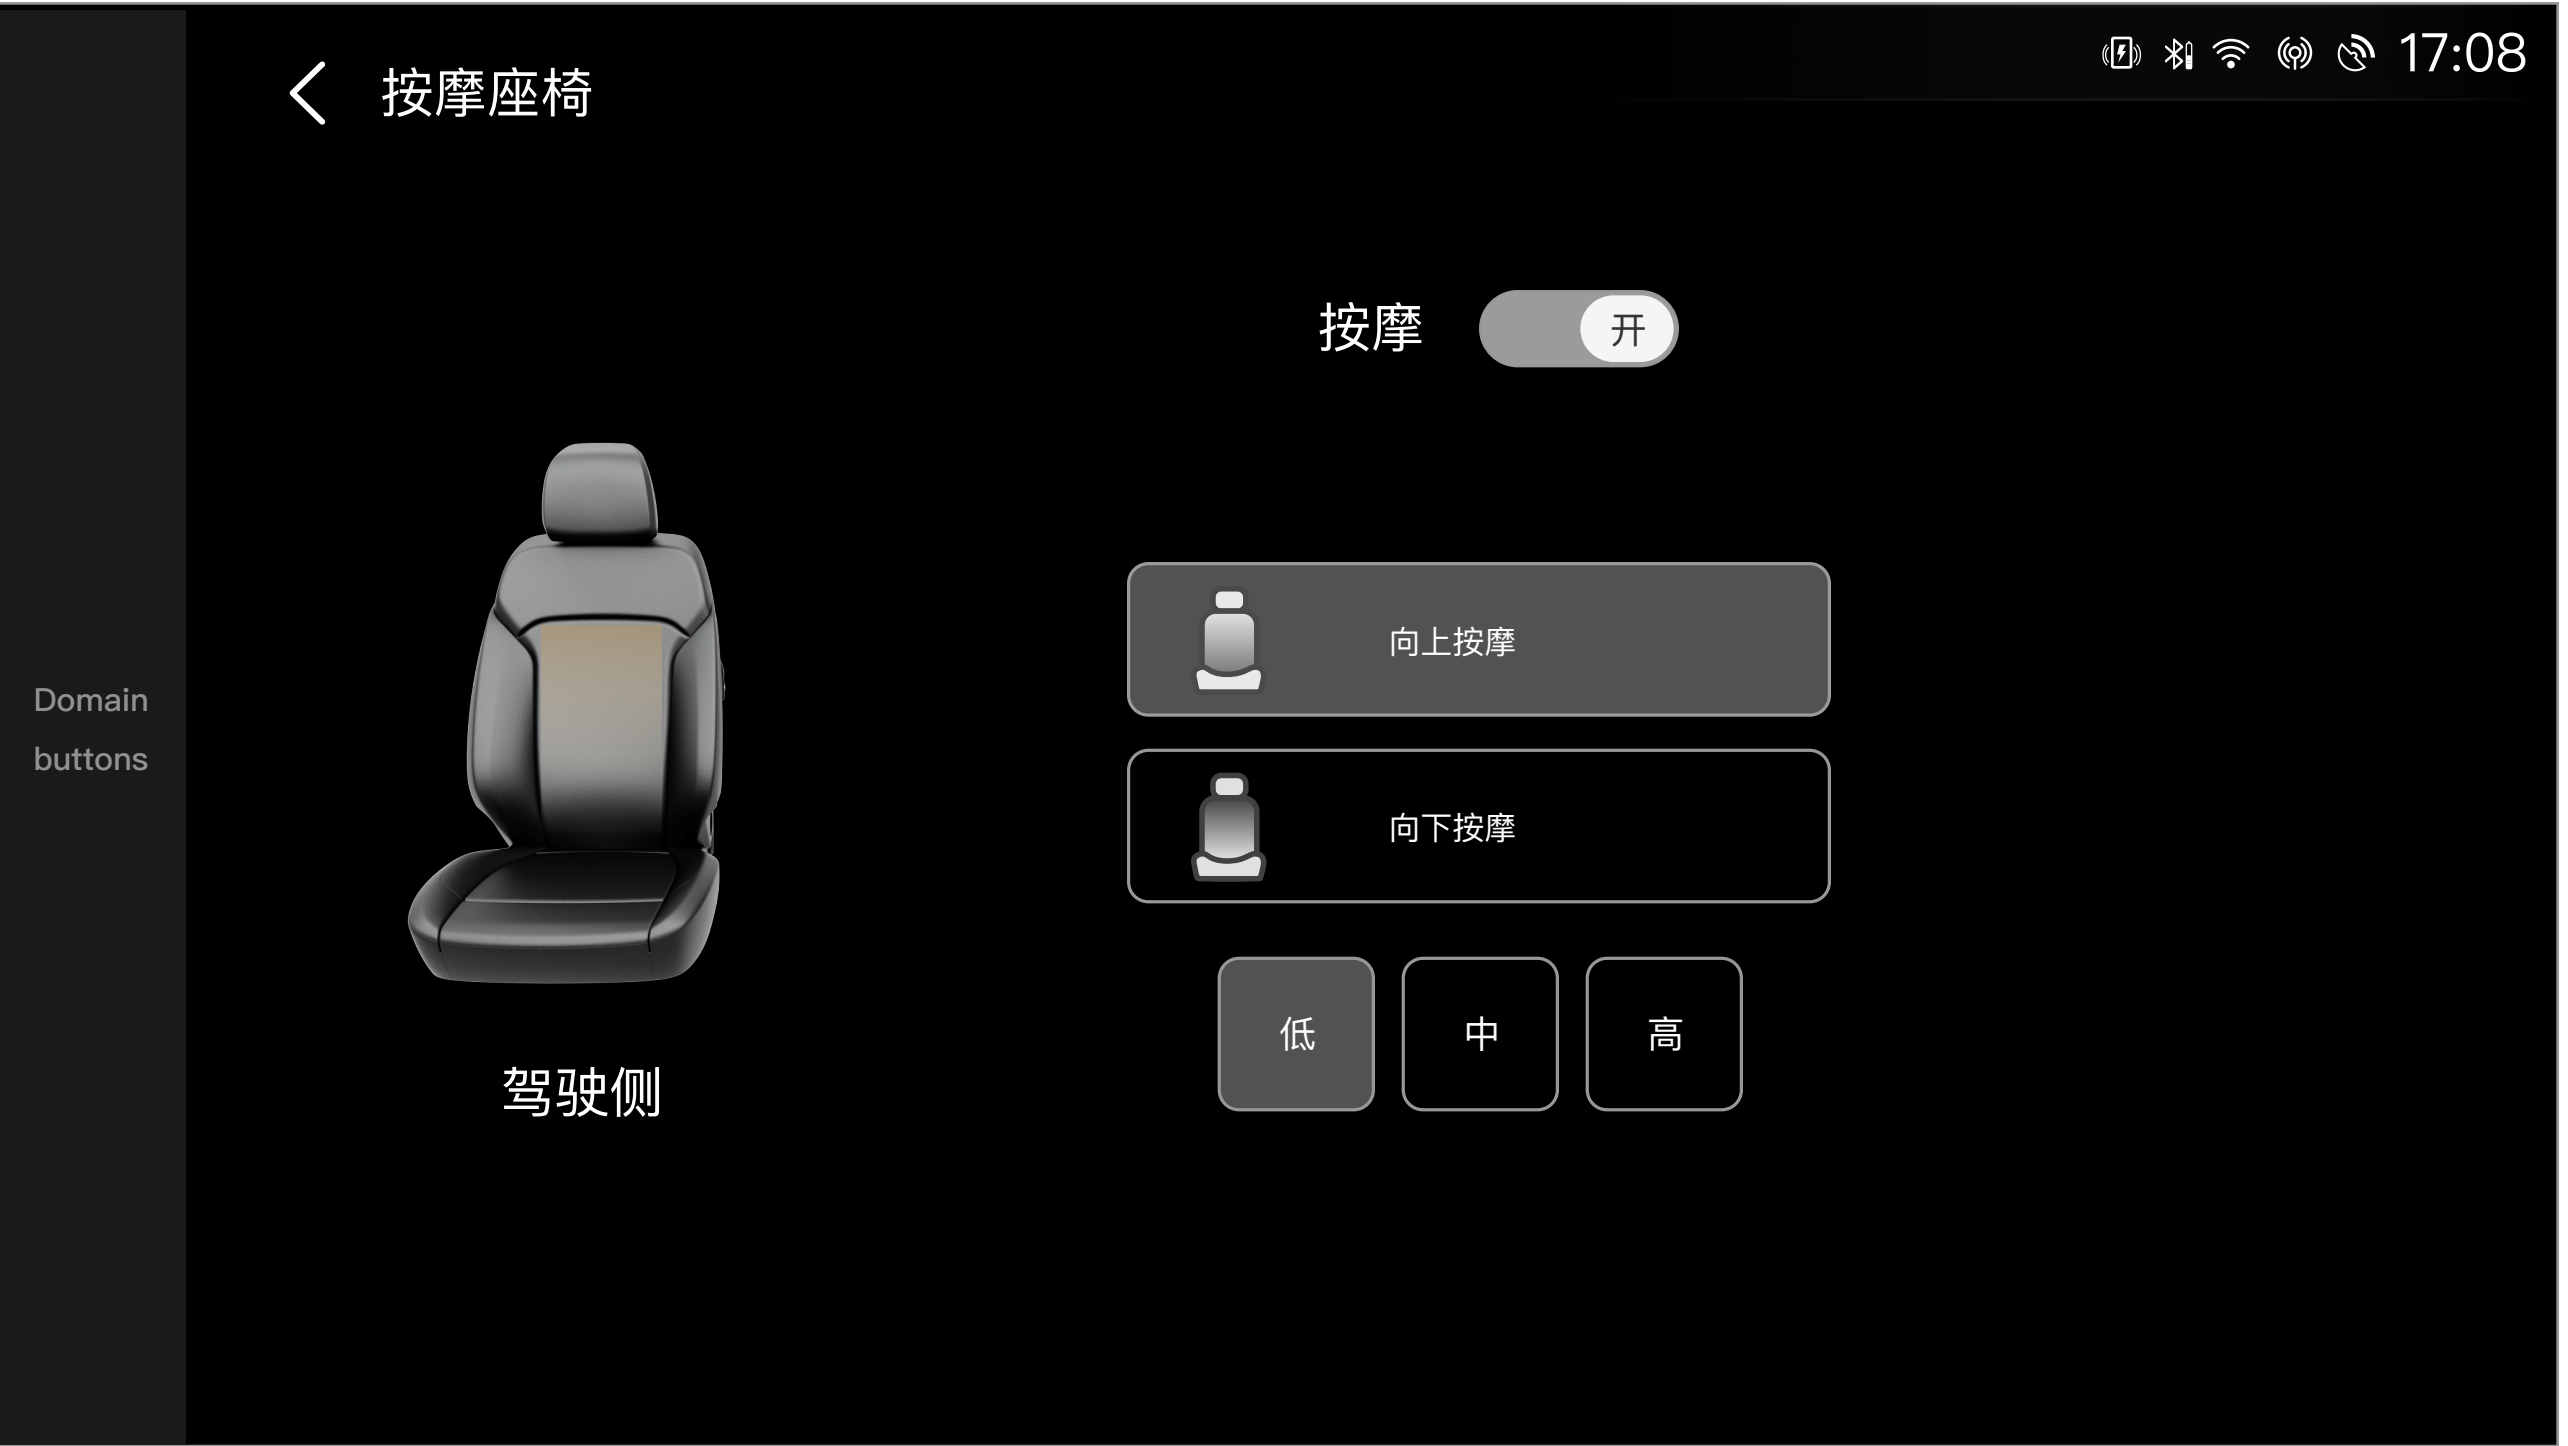 17:08
按摩座椅
按摩
开
向上按摩
Domain
buttons
向下按摩
低
中
高
驾驶侧